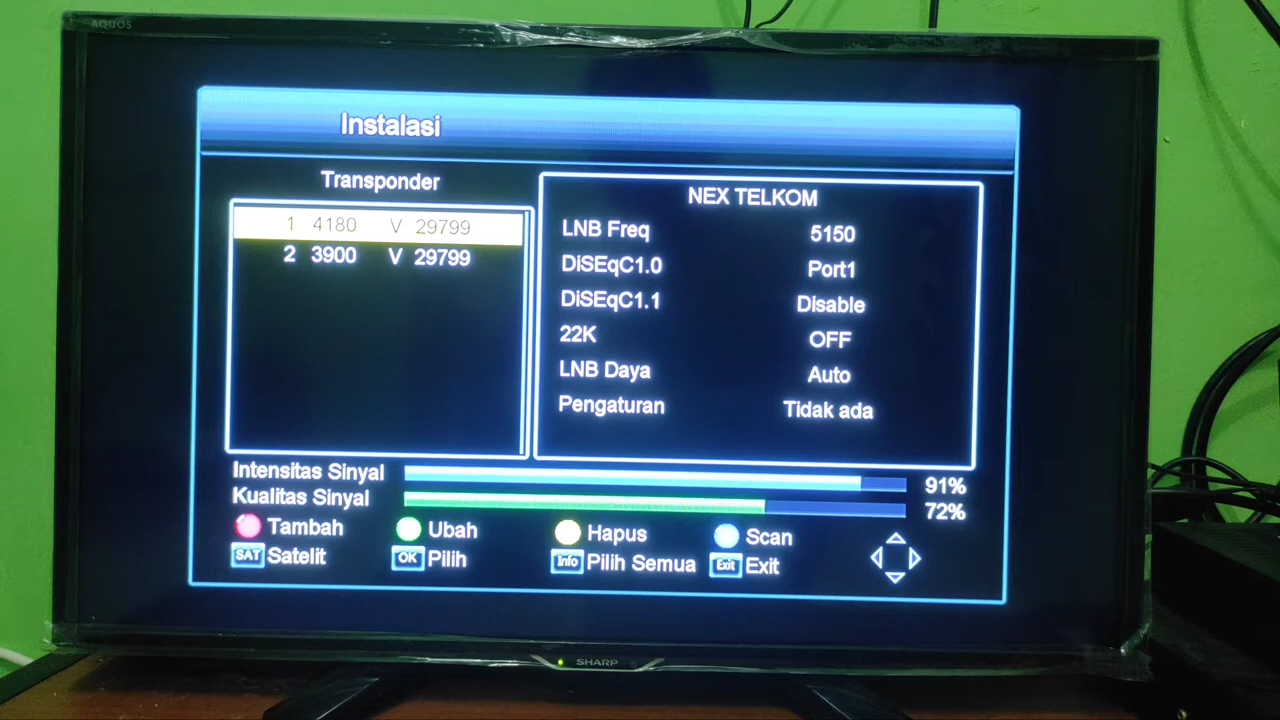 AQUOS
Instalasi
Transponder
1 4180 V 29799
2 3900 V 29799
NEX TELKOM
LNB Freq 5150
DiSEqC1.0 Port1
DiSEqC1.1 Disable
22K OFF
LNB Daya Auto
Pengaturan Tidak ada
Intensitas Sinyal 91%
Kualitas Sinyal 72%
Tambah Ubah Hapus Scan
SAT Satelit OK Pilih Info Pilih Semua Exit Exit
SHARP